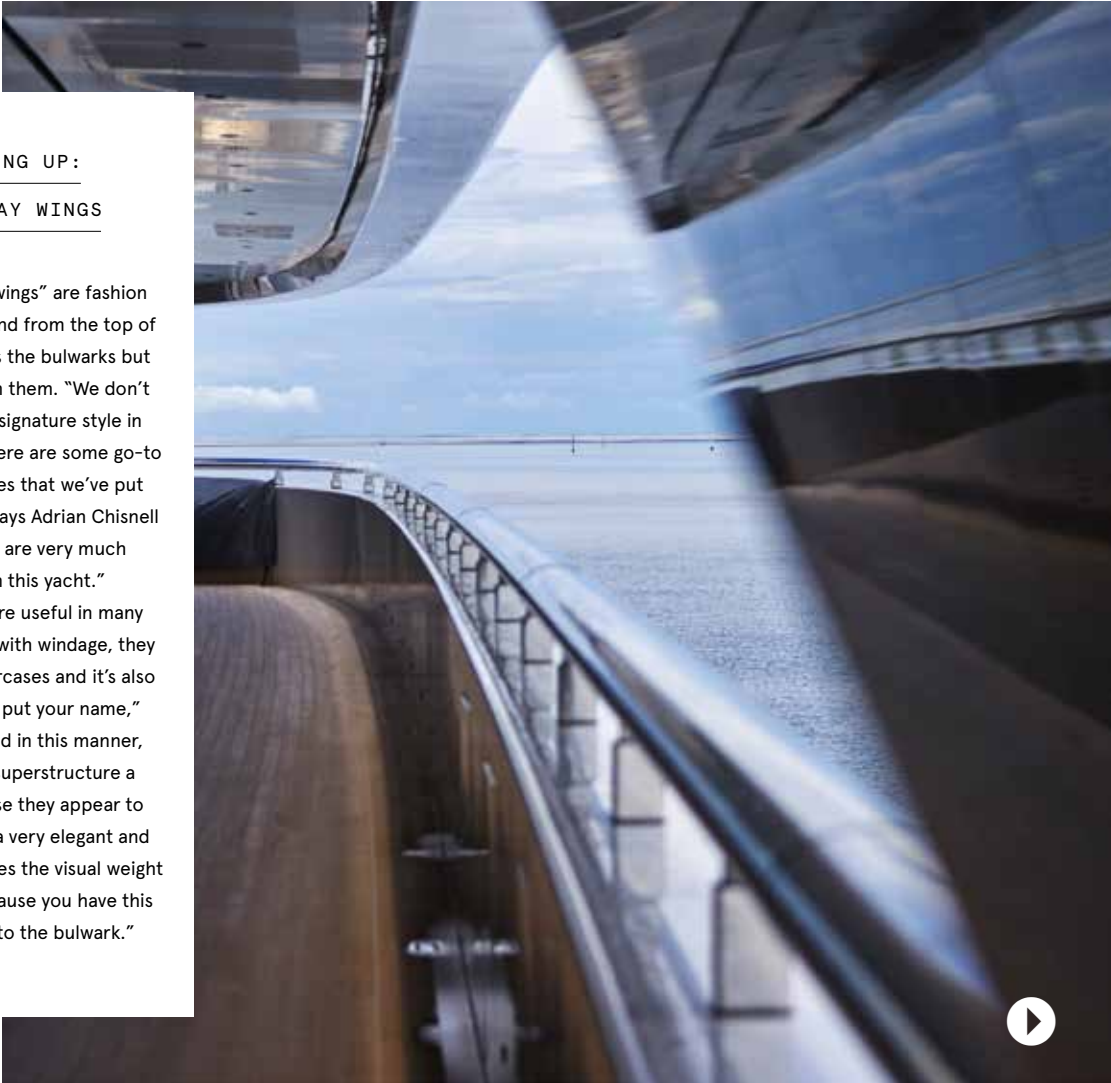 NG UP:
AY WINGS
wings” are fashion
nd from the top of
s the bulwarks but
n them. “We don’t
signature style in
ere are some go-to
es that we’ve put
ays Adrian Chisnell
are very much
n this yacht.”
re useful in many
with windage, they
rcases and it’s also
put your name,”
d in this manner,
superstructure a
se they appear to
a very elegant and
es the visual weight
ause you have this
to the bulwark.”